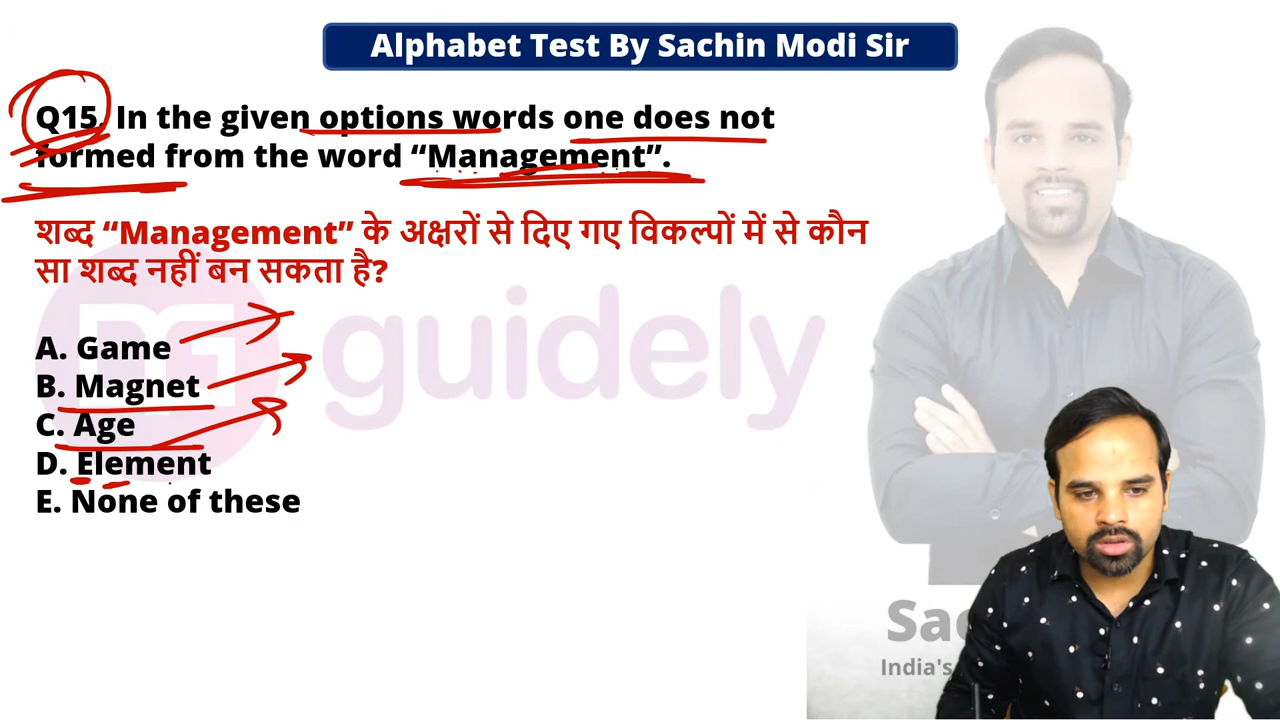 Alphabet Test By Sachin Modi Sir
Q15. In the given options words one does not
formed from the word “Management”.
शब्द “Management” के अक्षरों से दिए गए विकल्पों में से कौन
सा शब्द नहीं बन सकता है?
guidely
A. Game
B. Magnet
C. Age
D. Element
E. None of these
India's